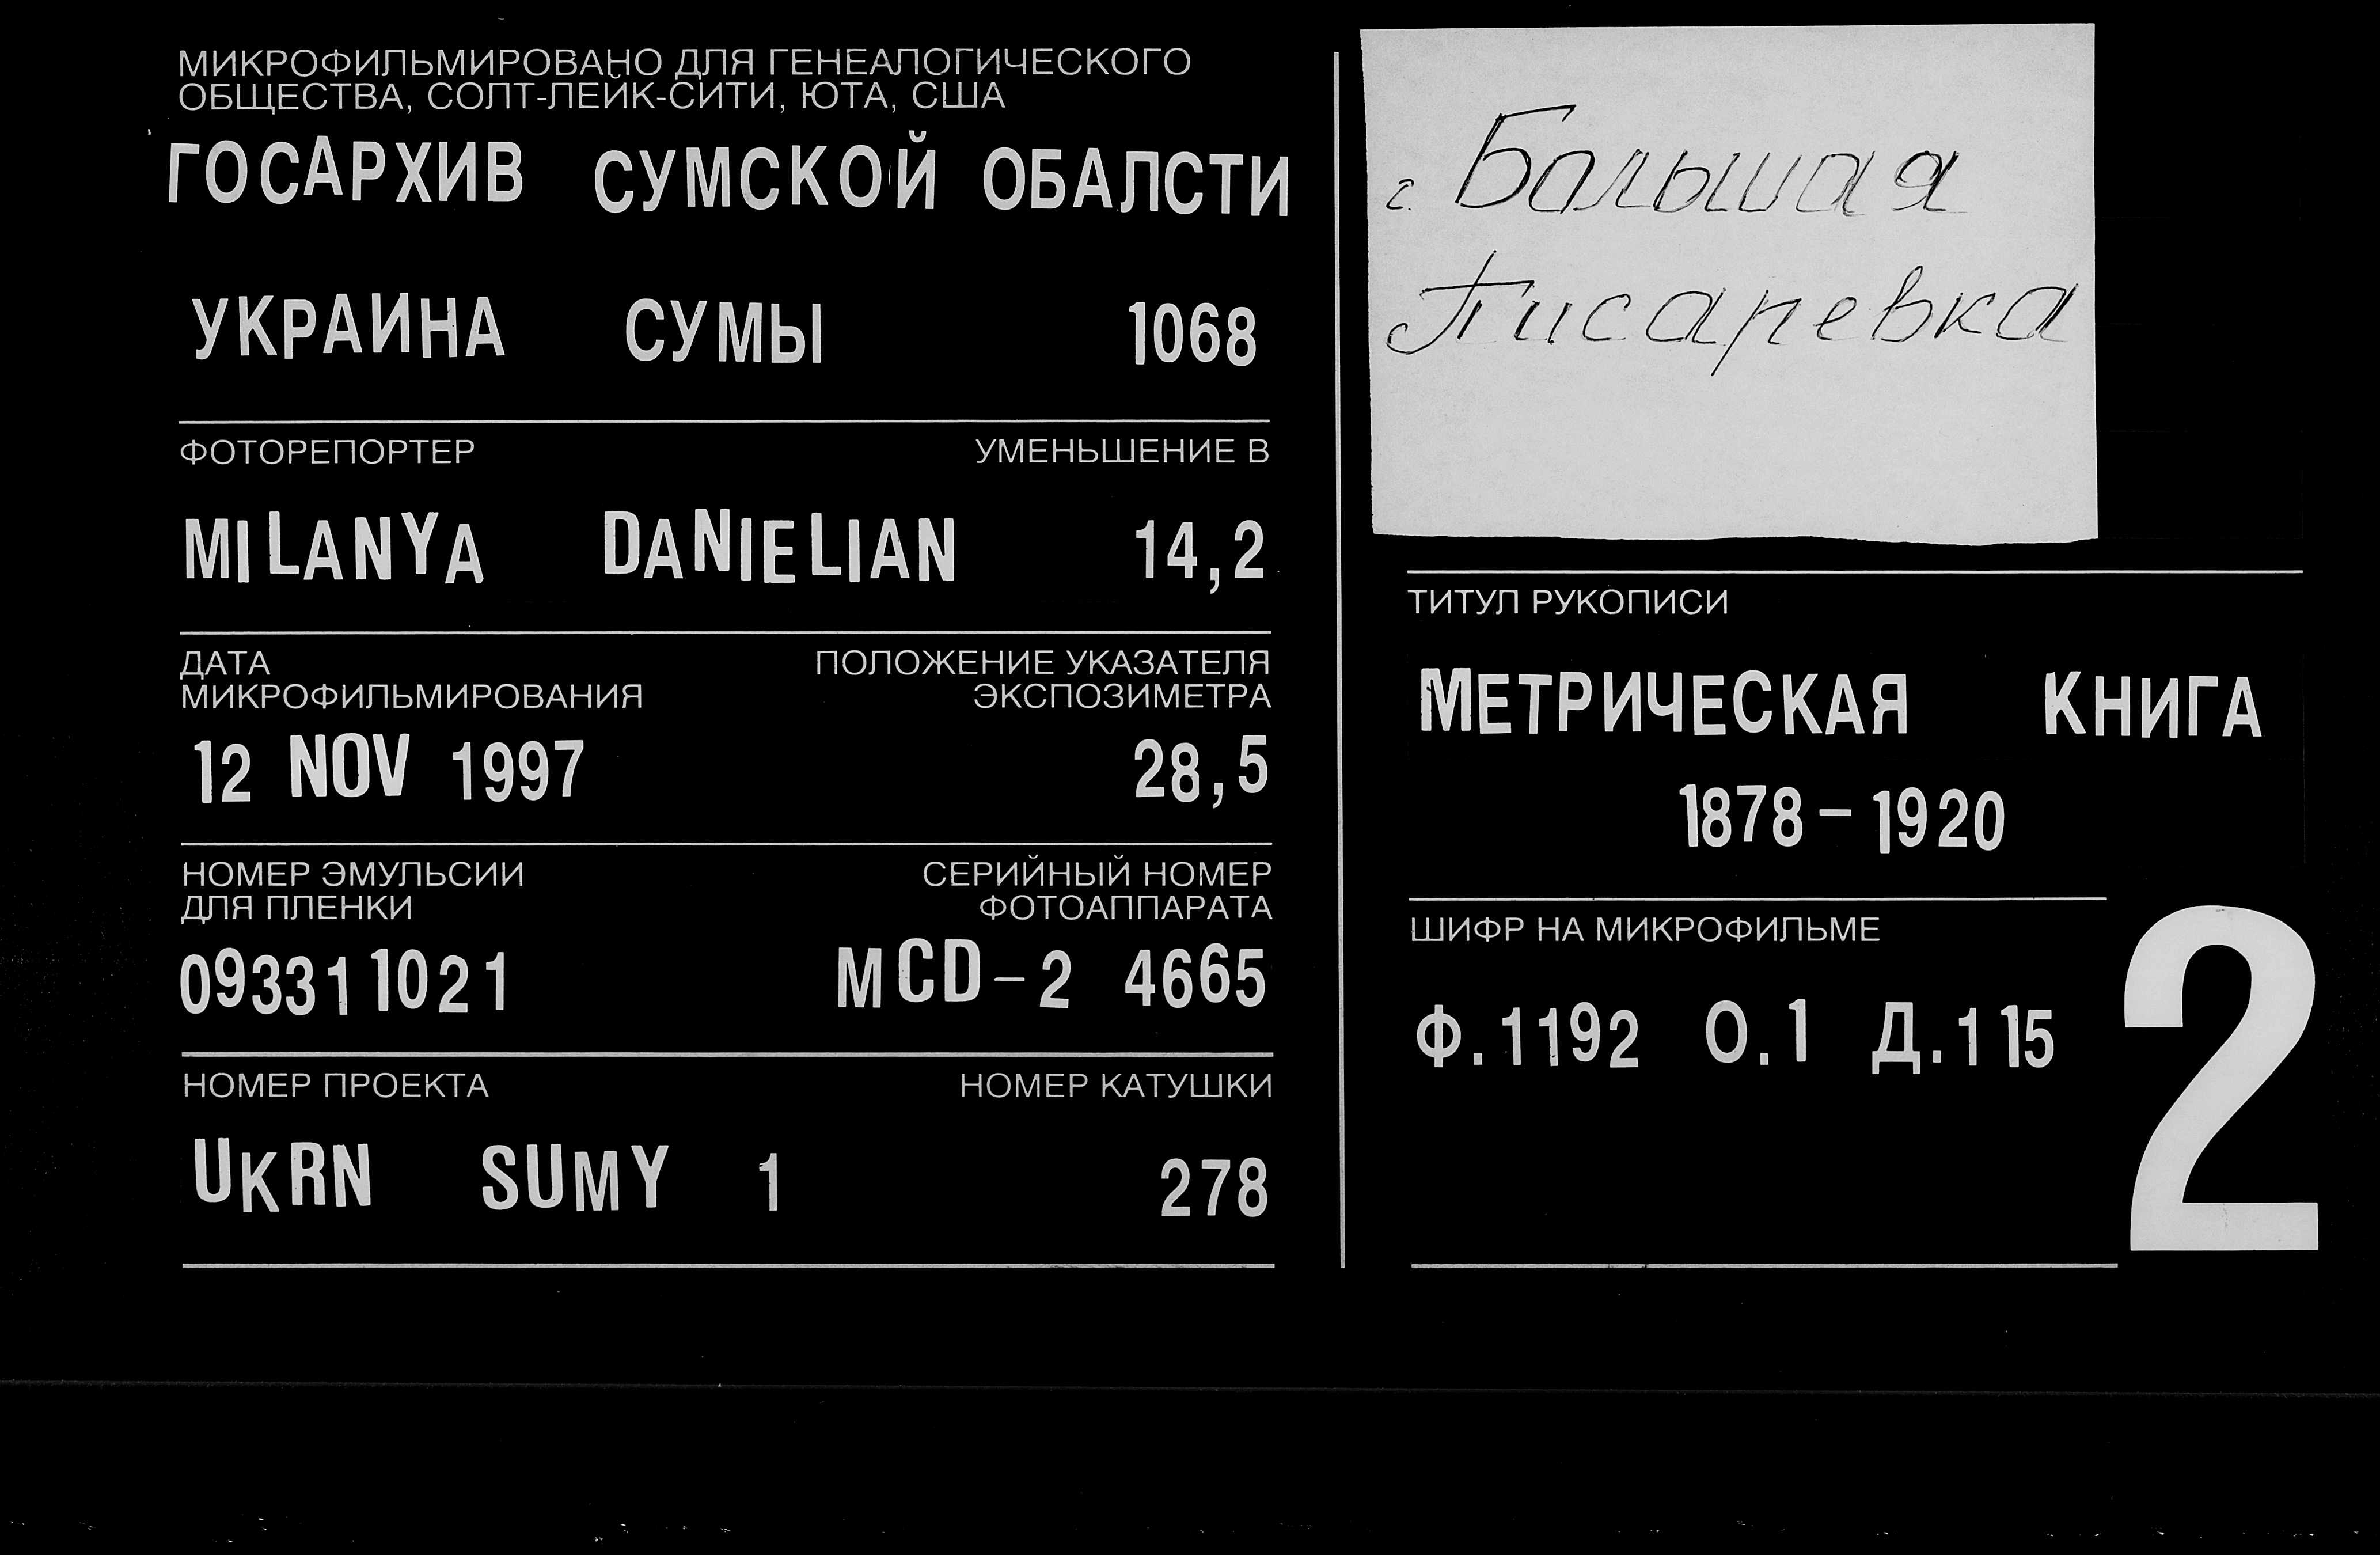 МИКРОФИЛЬМИРОВАНО ДЛЯ ГЕНЕАЛОГИЧЕСКОГО
ОБЩЕСТВА, СОЛТ-ЛЕЙК-СИТИ, ЮТА, США
ГОСАРХИВ СУМСКОЙ ОБАЛСТИ
УКРАИНА СУМЫ 1068
ФОТОРЕПОРТЕР УМЕНЬШЕНИЕ В
MILANYA DANIELIAN 14,2
ДАТА ПОЛОЖЕНИЕ УКАЗАТЕЛЯ
МИКРОФИЛЬМИРОВАНИЯ ЭКСПОЗИМЕТРА
12 NOV 1997 28,5
НОМЕР ЭМУЛЬСИИ СЕРИЙНЫЙ НОМЕР
ДЛЯ ПЛЕНКИ ФОТОАППАРАТА
09331 1021 MCD-2 4665
НОМЕР ПРОЕКТА НОМЕР КАТУШКИ
UKRN SUMY 1 278
г. Большая
Писаревка
ТИТУЛ РУКОПИСИ
МЕТРИЧЕСКАЯ КНИГА
1878-1920
ШИФР НА МИКРОФИЛЬМЕ
Ф.1192 О.1 Д.115
2